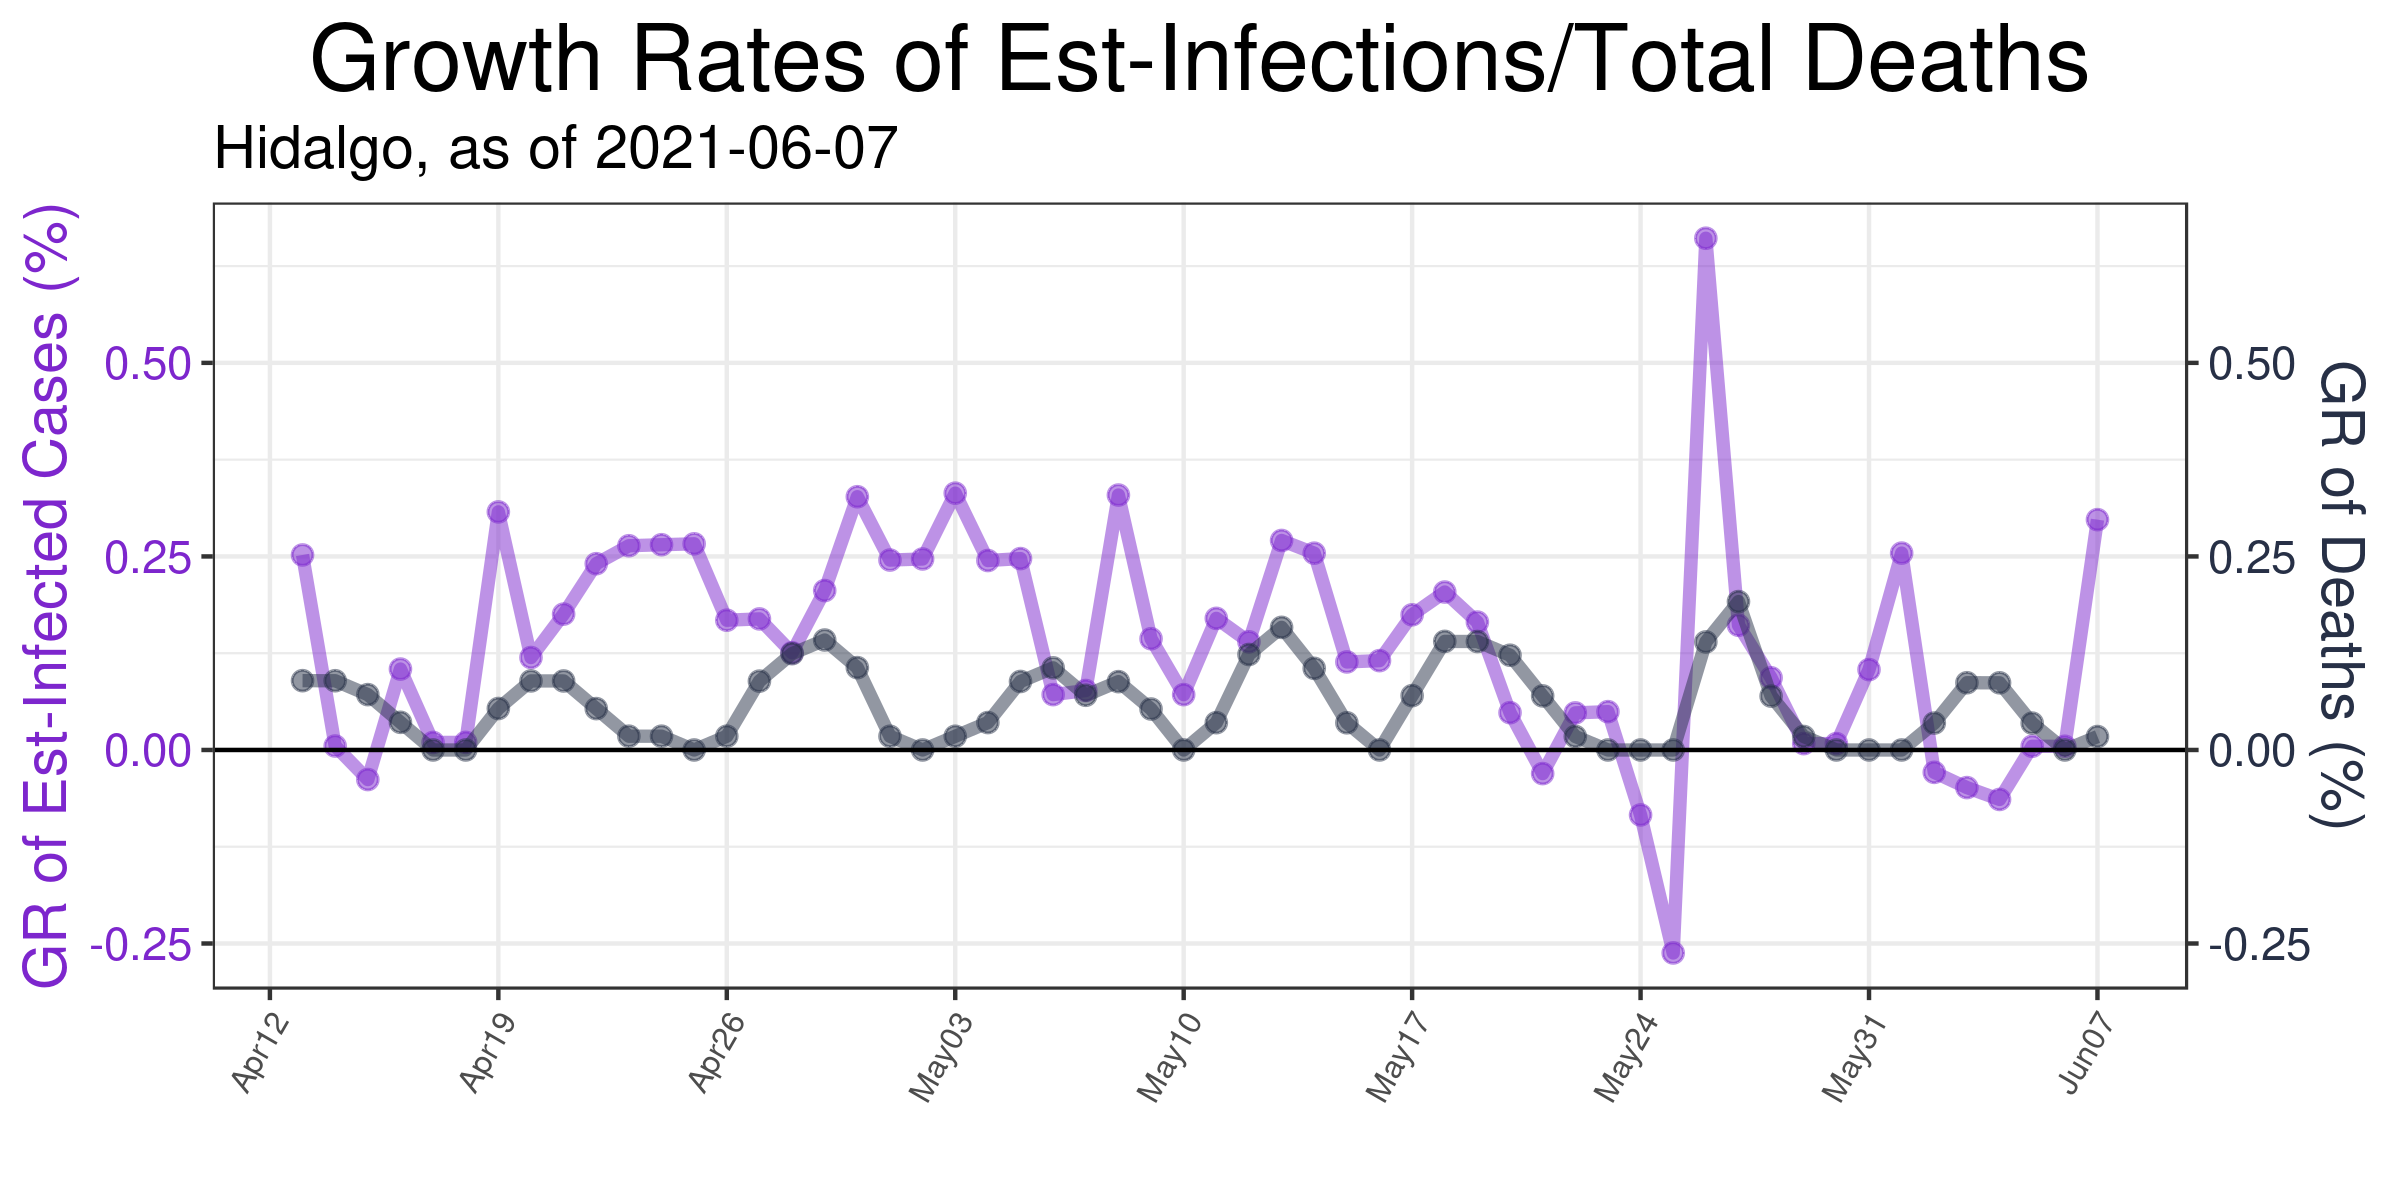 Growth Rates of Est-Infections/Total Deaths
Hidalgo, as of 2021-06-07
GR of Est-Infected Cases (%)
0.50
0.25
0.00
-0.25
0.50
0.25
0.00
-0.25
GR of Deaths (%)
Apr12
Apr19
Apr26
May03
May10
May17
May24
May31
Jun07